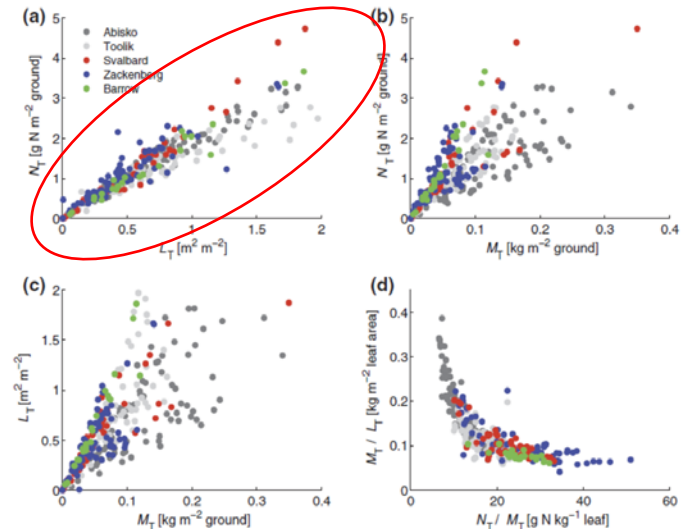 (a)
5
4
3
2
1
0
N_T [g N m⁻² ground]
Abisko
Toolik
Svalbard
Zackenberg
Barrow
0 0.5 1 1.5 2
L_T [m² m⁻²]
(b)
5
4
3
2
1
0
N_T [g N m⁻² ground]
0 0.1 0.2 0.3 0.4
M_T [kg m⁻² ground]
(c)
2
1.5
1
0.5
0
L_T [m² m⁻²]
0 0.1 0.2 0.3 0.4
M_T [kg m⁻² ground]
(d)
0.4
0.3
0.2
0.1
0
M_T / L_T [kg m⁻² leaf area]
0 20 40 60
N_T / M_T [g N kg⁻¹ leaf]